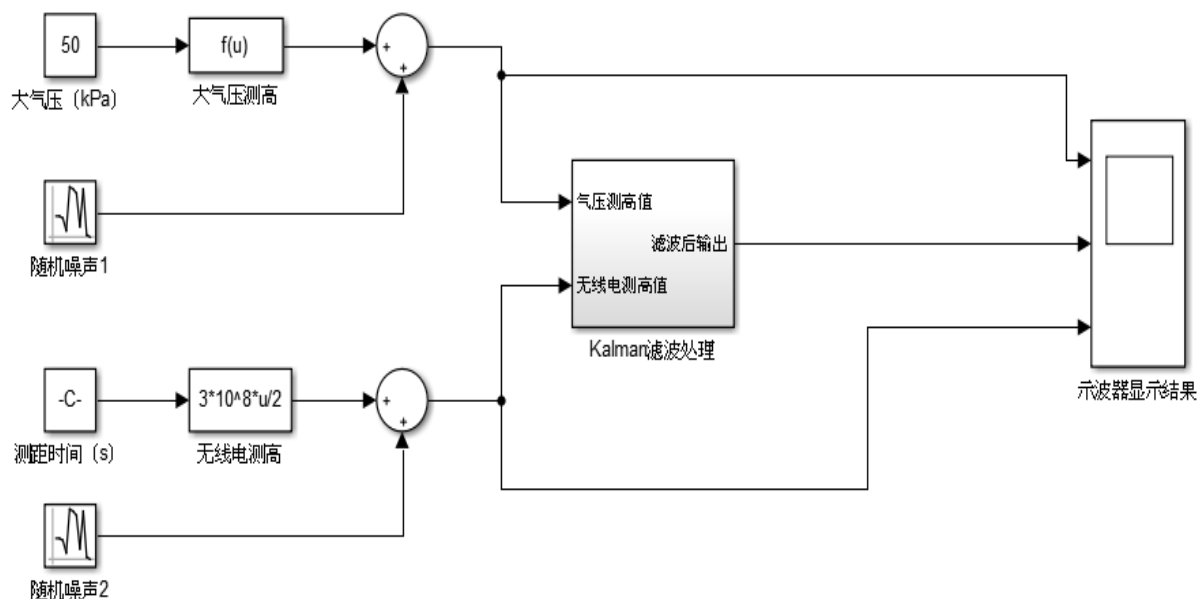 50
f(u)
+
+
大气压（kPa）
大气压测高
随机噪声1
气压测高值
滤波后输出
无线电测高值
Kalman滤波处理
示波器显示结果
-C-
3*10^8*u/2
+
+
测距时间（s）
无线电测高
随机噪声2